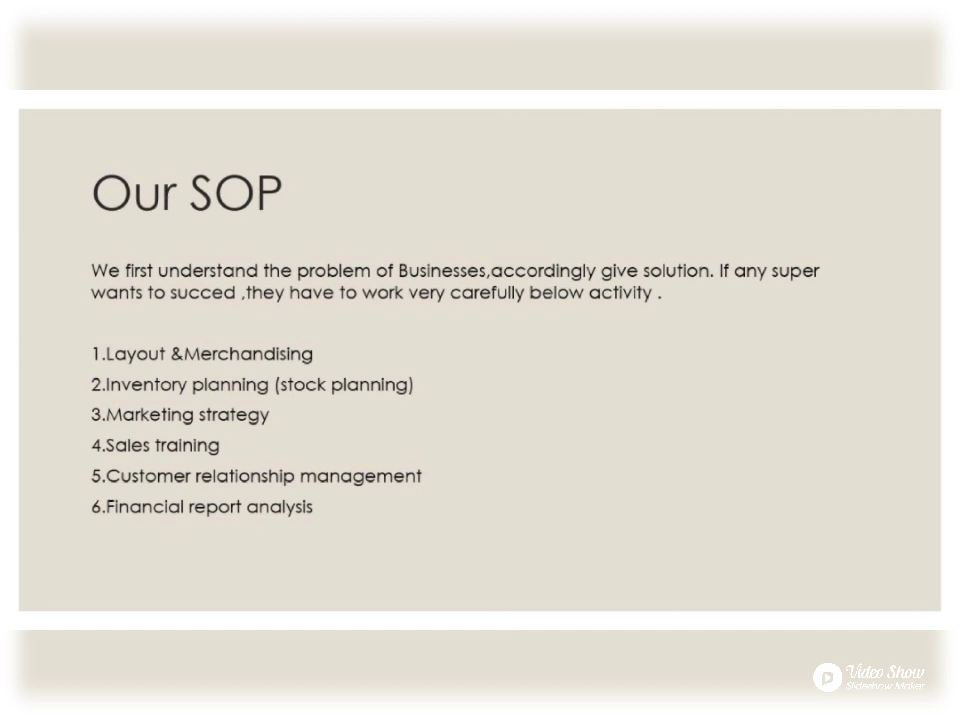 Our SOP
We first understand the problem of Businesses,accordingly give solution. If any super
wants to succed ,they have to work very carefully below activity .
1.Layout &Merchandising
2.Inventory planning (stock planning)
3.Marketing strategy
4.Sales training
5.Customer relationship management
6.Financial report analysis
Video Show
Slideshow Maker